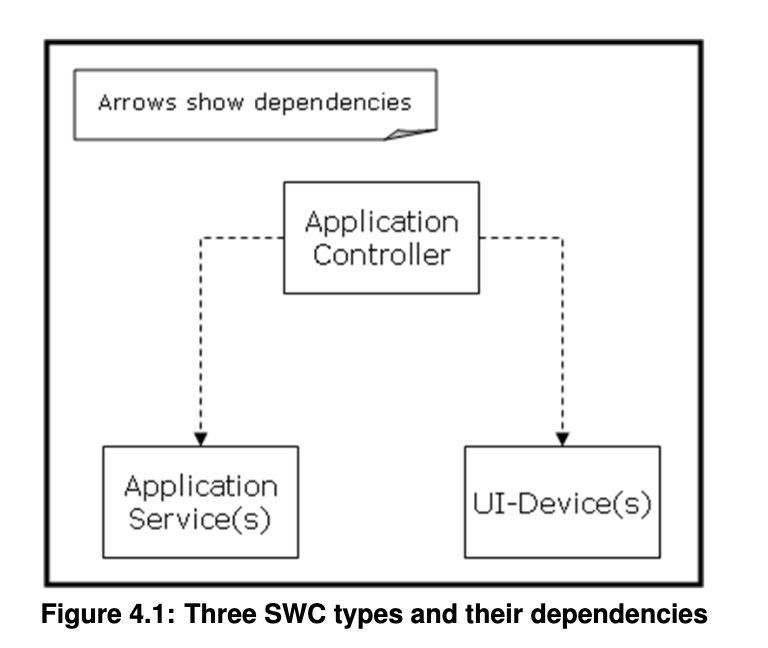 Arrows show dependencies
Application
Controller
Application
Service(s)
UI-Device(s)
Figure 4.1: Three SWC types and their dependencies